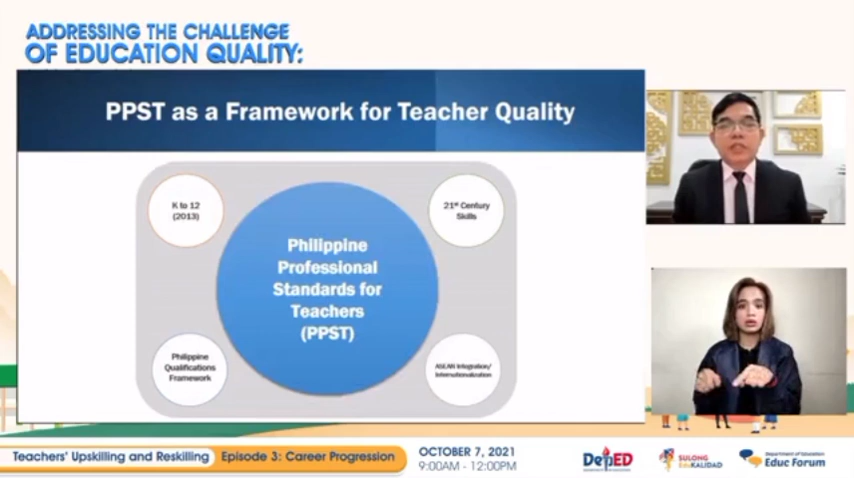 ADDRESSING THE CHALLENGE
OF EDUCATION QUALITY:
PPST as a Framework for Teacher Quality
K to 12
(2013)
21st Century
Skills
Philippine
Professional
Standards for
Teachers
(PPST)
Philippine
Qualifications
Framework
ASEAN Integration/
Internationalization
Teachers' Upskilling and Reskilling
Episode 3: Career Progression
OCTOBER 7, 2021
9:00AM - 12:00PM
DepED
SULONG
EduKALIDAD
Department of Education
Educ Forum